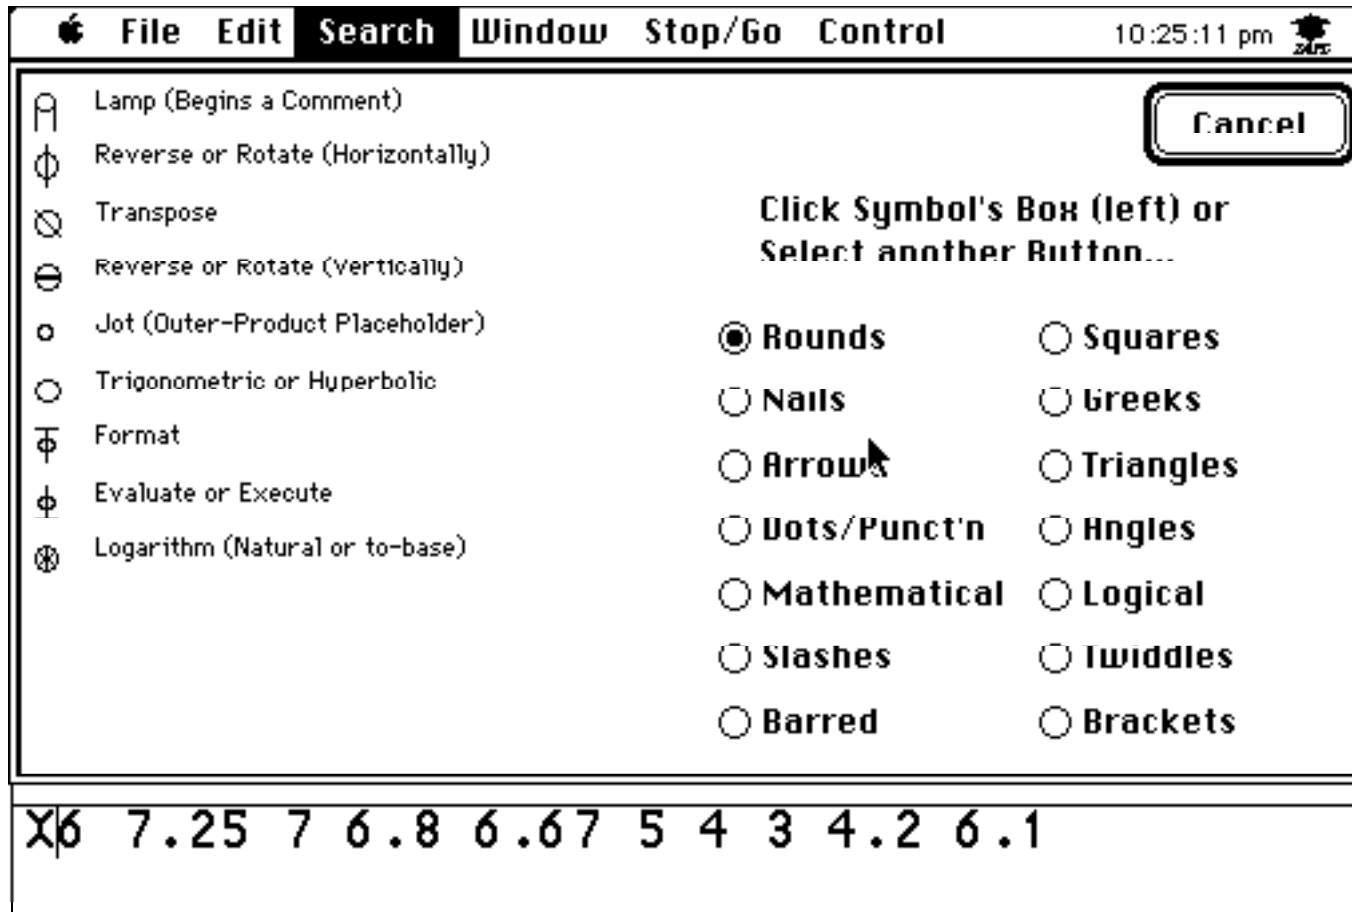 File Edit Search Window Stop/Go Control 10:25:11 pm
Cancel
Lamp (Begins a Comment)
Reverse or Rotate (Horizontally)
Transpose
Reverse or Rotate (Vertically)
Jot (Outer-Product Placeholder)
Trigonometric or Hyperbolic
Format
Evaluate or Execute
Logarithm (Natural or to-base)
Click Symbol's Box (left) or
Select another Button...
Rounds Squares
Nails Greeks
Arrows Triangles
Dots/Punct'n Angles
Mathematical Logical
Slashes Twiddles
Barred Brackets
X6 7.25 7 6.8 6.67 5 4 3 4.2 6.1